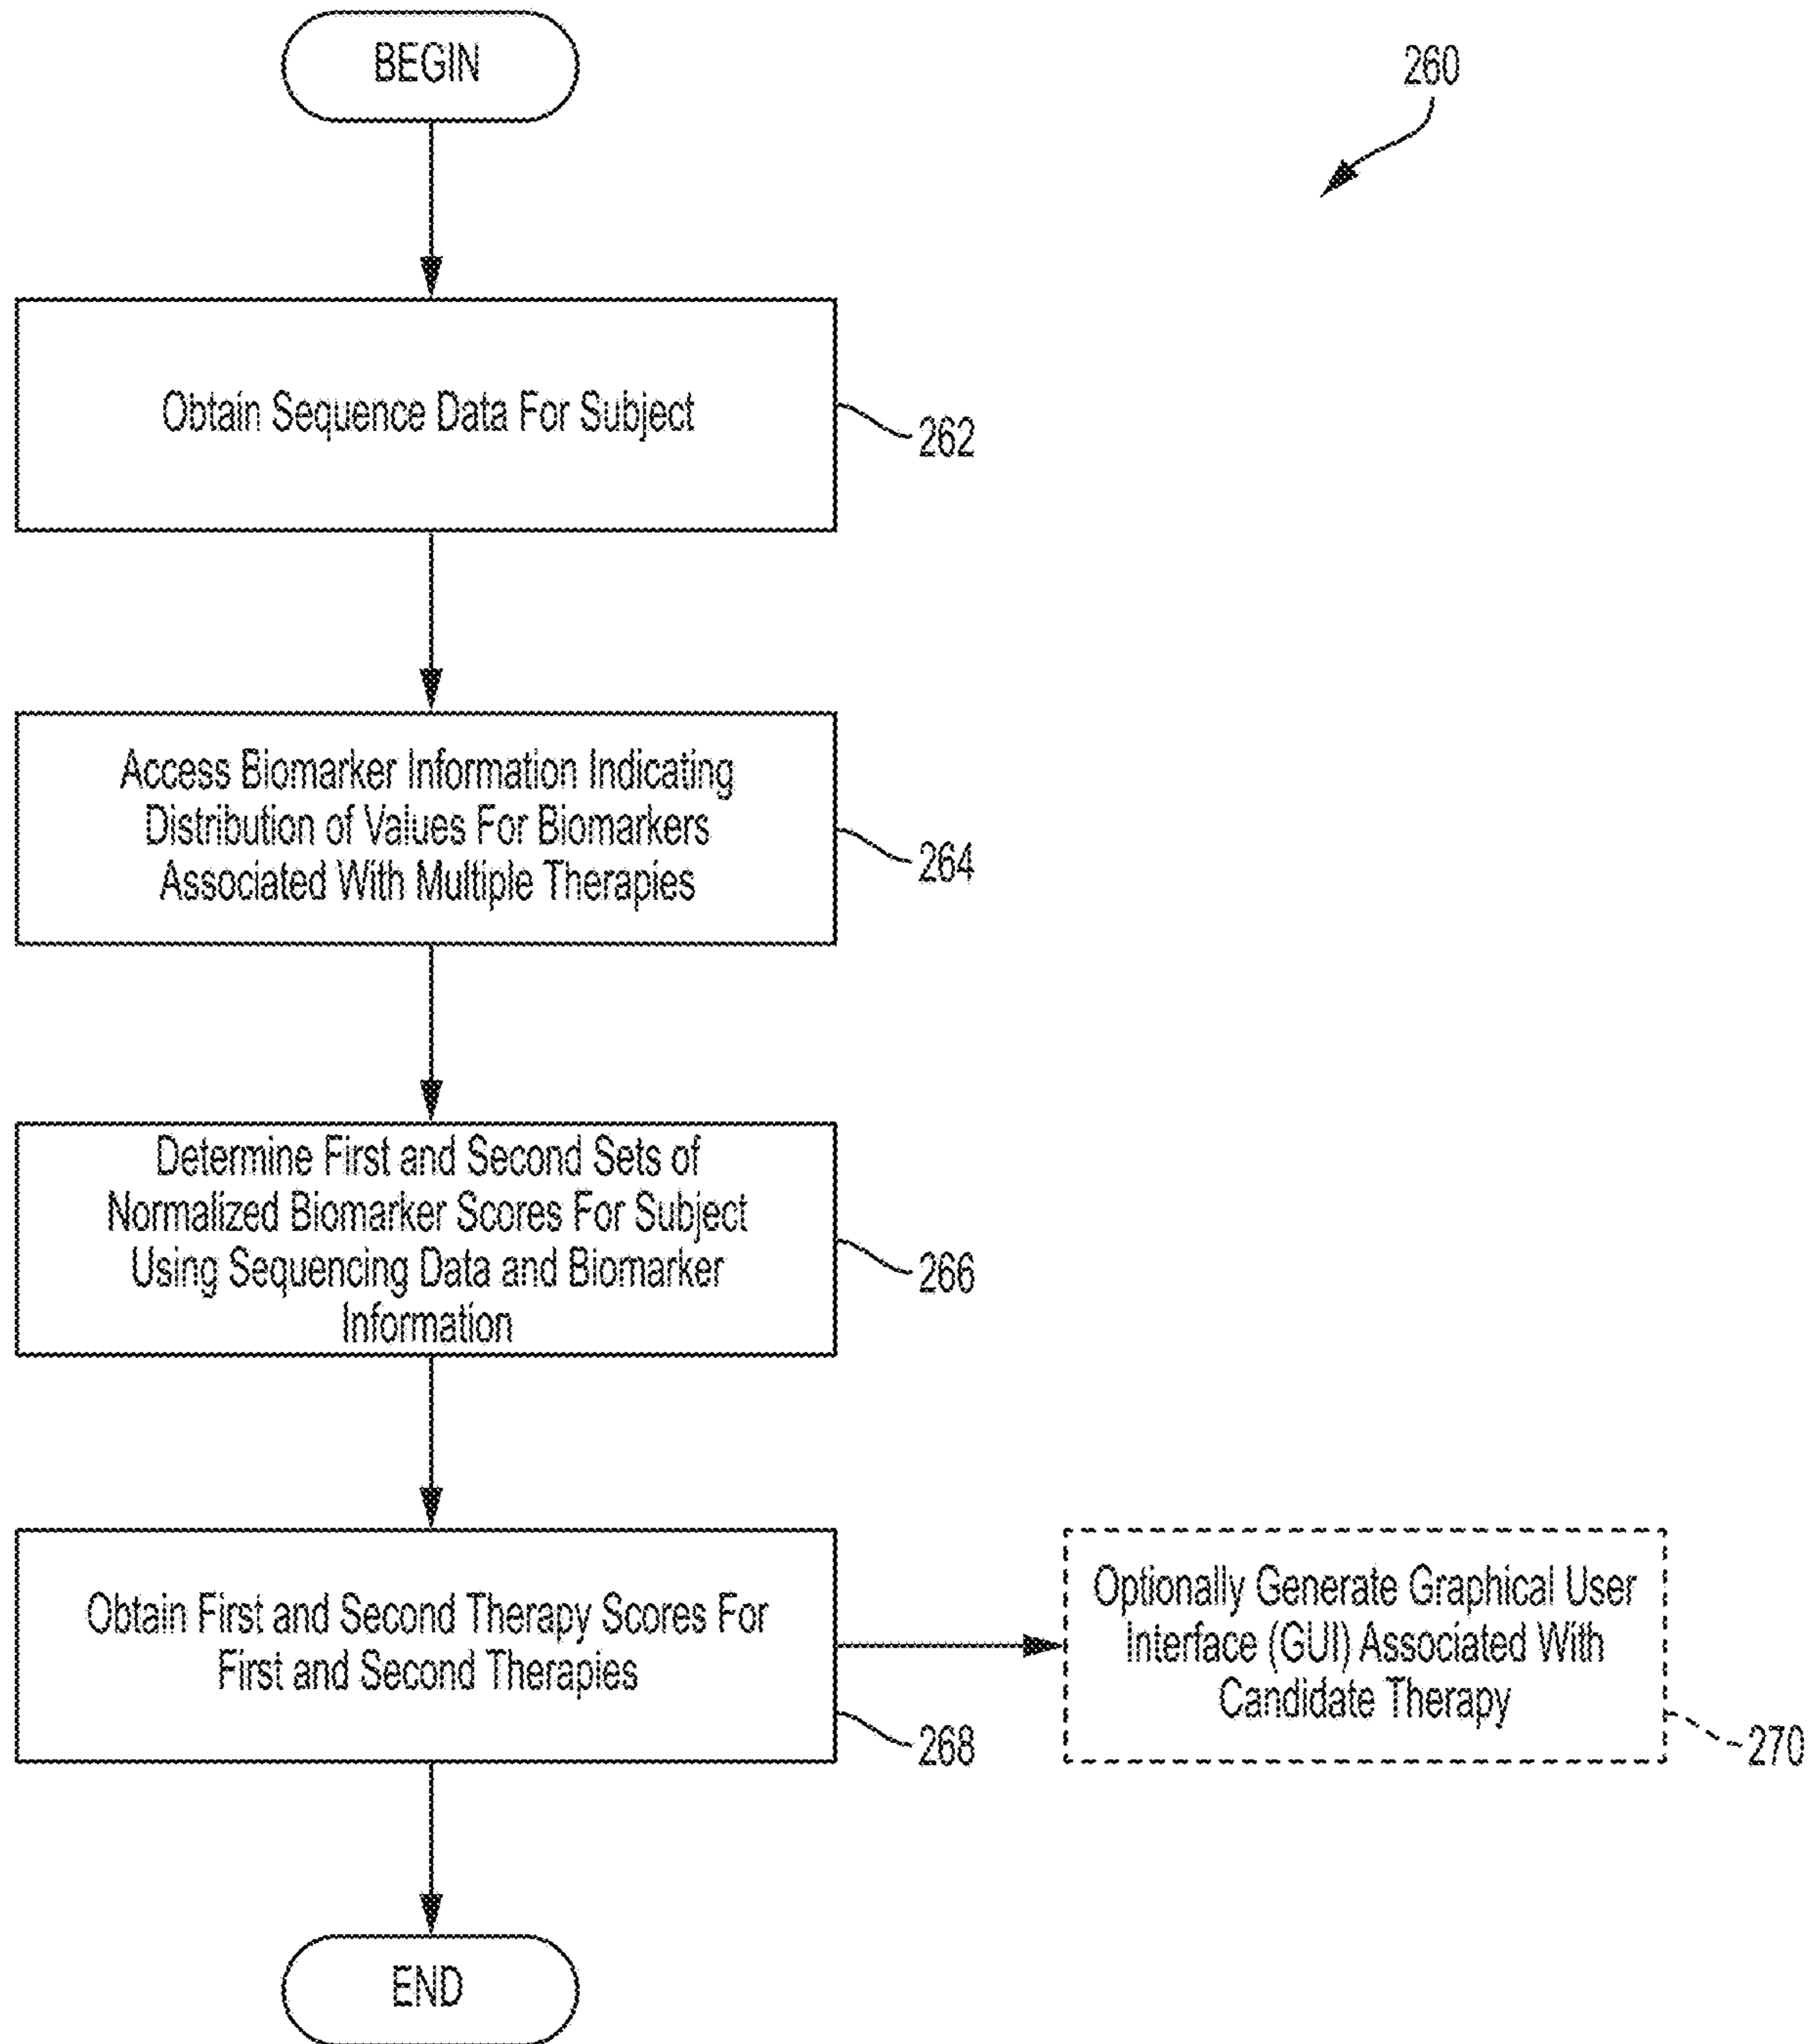 BEGIN
260
Obtain Sequence Data For Subject
262
Access Biomarker Information Indicating
Distribution of Values For Biomarkers
Associated With Multiple Therapies
264
Determine First and Second Sets of
Normalized Biomarker Scores For Subject
Using Sequencing Data and Biomarker
Information
266
Obtain First and Second Therapy Scores For
First and Second Therapies
268
Optionally Generate Graphical User
Interface (GUI) Associated With
Candidate Therapy
270
END